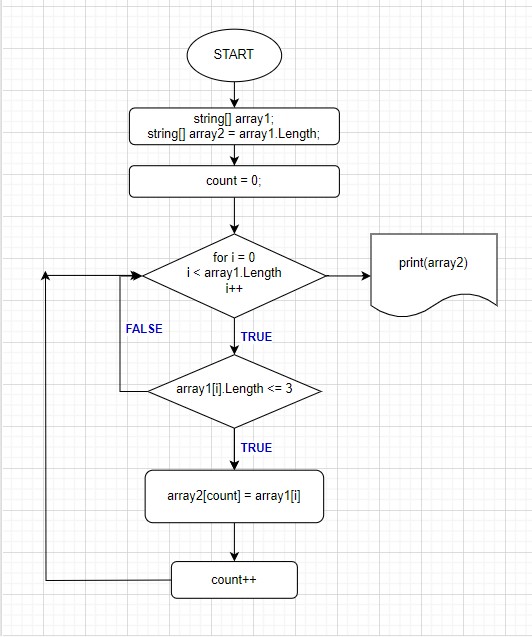 START
string[] array1;
string[] array2 = array1.Length;
count = 0;
for i = 0
i < array1.Length
i++
print(array2)
FALSE
TRUE
array1[i].Length <= 3
TRUE
array2[count] = array1[i]
count++